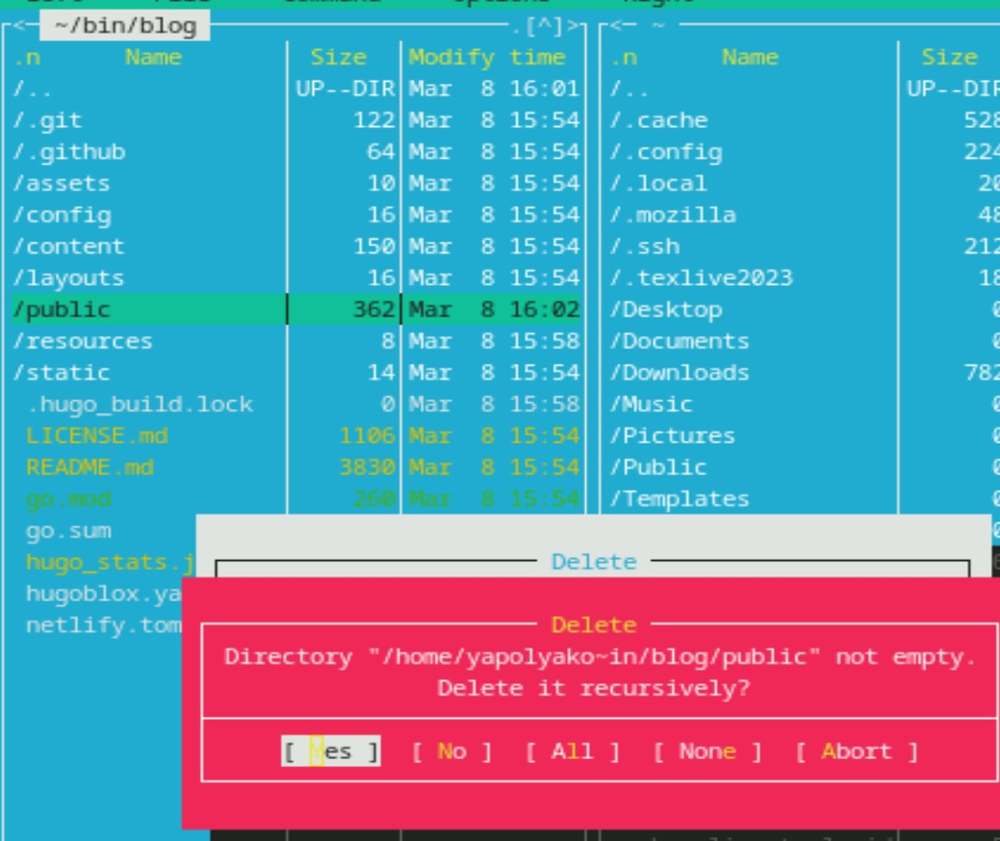 Left File Command Options Right
<─ ~/bin/blog .[^]>
.n Name Size Modify time
/.. UP--DIR Mar 8 16:01
/.git 122 Mar 8 15:54
/.github 64 Mar 8 15:54
/assets 10 Mar 8 15:54
/config 16 Mar 8 15:54
/content 150 Mar 8 15:54
/layouts 16 Mar 8 15:54
/public 362 Mar 8 16:02
/resources 8 Mar 8 15:58
/static 14 Mar 8 15:54
.hugo_build.lock 0 Mar 8 15:58
LICENSE.md 1106 Mar 8 15:54
README.md 3830 Mar 8 15:54
go.mod 260 Mar 8 15:54
go.sum
hugo_stats.j
hugoblox.ya
netlify.tom
<─ ~
.n Name Size
/.. UP--DIR
/.cache 528
/.config 224
/.local 20
/.mozilla 48
/.ssh 212
/.texlive2023 18
/Desktop 0
/Documents 0
/Downloads 782
/Music 0
/Pictures 0
/Public 0
/Templates 0
Delete
Delete
Directory "/home/yapolyako~in/blog/public" not empty.
Delete it recursively?
[ Yes ] [ No ] [ All ] [ None ] [ Abort ]